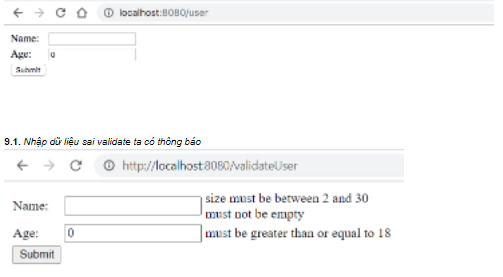 localhost:8080/user
Name:
Age: 0
Submit
9.1. Nhập dữ liệu sai validate ta có thông báo
http://localhost:8080/validateUser
Name: size must be between 2 and 30
must not be empty
Age: 0 must be greater than or equal to 18
Submit